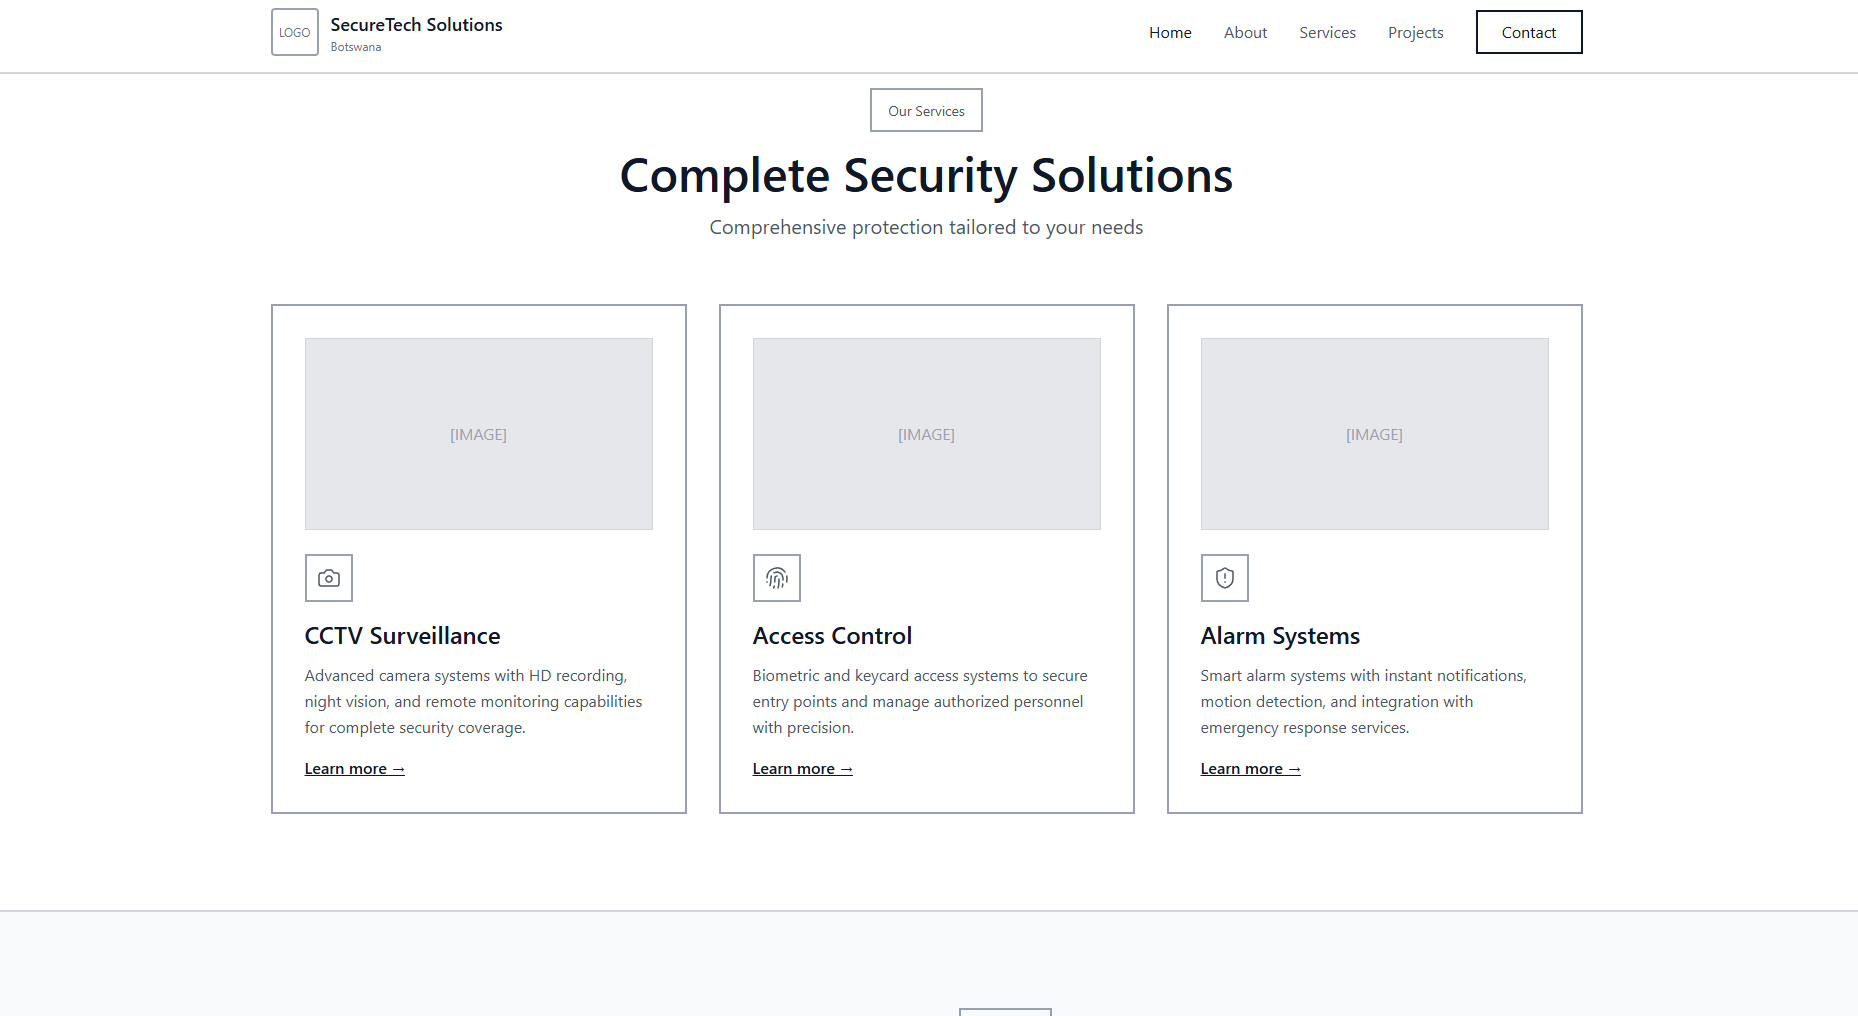 LOGO
SecureTech Solutions
Botswana
Home
About
Services
Projects
Contact
Our Services
Complete Security Solutions
Comprehensive protection tailored to your needs
[IMAGE]
CCTV Surveillance
Advanced camera systems with HD recording,
night vision, and remote monitoring capabilities
for complete security coverage.
Learn more →
[IMAGE]
Access Control
Biometric and keycard access systems to secure
entry points and manage authorized personnel
with precision.
Learn more →
[IMAGE]
Alarm Systems
Smart alarm systems with instant notifications,
motion detection, and integration with
emergency response services.
Learn more →